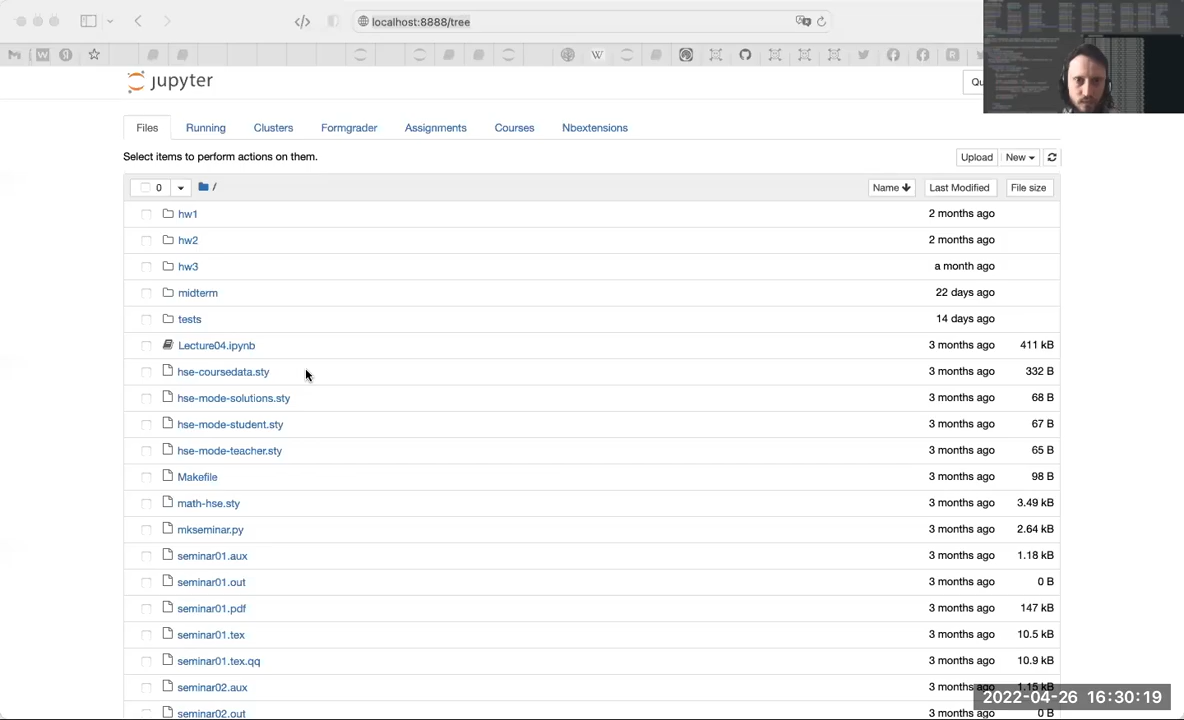 localhost:8888/tree
jupyter
Qu
Files Running Clusters Formgrader Assignments Courses Nbextensions
Select items to perform actions on them.
Upload New
0 / Name Last Modified File size
hw1 2 months ago
hw2 2 months ago
hw3 a month ago
midterm 22 days ago
tests 14 days ago
Lecture04.ipynb 3 months ago 411 kB
hse-coursedata.sty 3 months ago 332 B
hse-mode-solutions.sty 3 months ago 68 B
hse-mode-student.sty 3 months ago 67 B
hse-mode-teacher.sty 3 months ago 65 B
Makefile 3 months ago 98 B
math-hse.sty 3 months ago 3.49 kB
mkseminar.py 3 months ago 2.64 kB
seminar01.aux 3 months ago 1.18 kB
seminar01.out 3 months ago 0 B
seminar01.pdf 3 months ago 147 kB
seminar01.tex 3 months ago 10.5 kB
seminar01.tex.qq 3 months ago 10.9 kB
seminar02.aux 3 months ago 1.15 kB
2022-04-26 16:30:19
seminar02.out 3 months ago 0 B